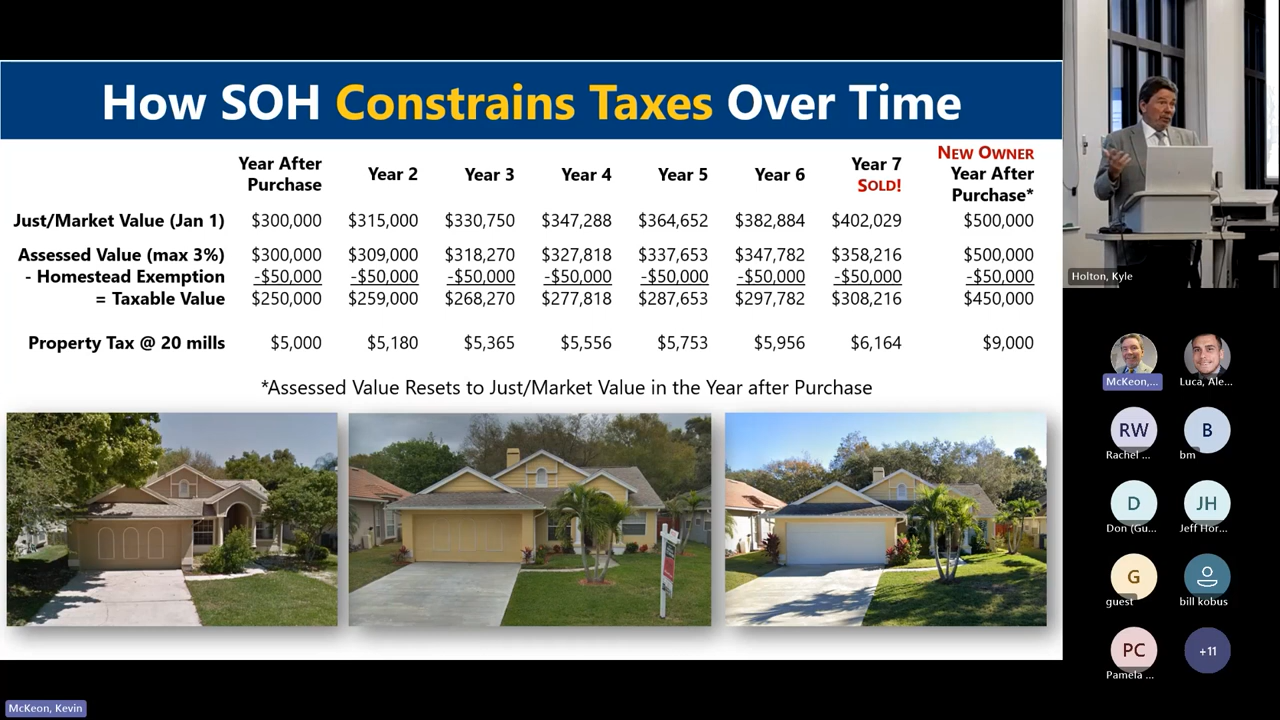 How SOH Constrains Taxes Over Time
Year After Purchase Year 2 Year 3 Year 4 Year 5 Year 6 Year 7 SOLD! NEW OWNER Year After Purchase*
Just/Market Value (Jan 1) $300,000 $315,000 $330,750 $347,288 $364,652 $382,884 $402,029 $500,000
Assessed Value (max 3%) $300,000 $309,000 $318,270 $327,818 $337,653 $347,782 $358,216 $500,000
- Homestead Exemption -$50,000 -$50,000 -$50,000 -$50,000 -$50,000 -$50,000 -$50,000 -$50,000
= Taxable Value $250,000 $259,000 $268,270 $277,818 $287,653 $297,782 $308,216 $450,000
Property Tax @ 20 mills $5,000 $5,180 $5,365 $5,556 $5,753 $5,956 $6,164 $9,000
*Assessed Value Resets to Just/Market Value in the Year after Purchase
McKeon, Kevin
Holton, Kyle
McKeon,... Luca, Ale...
RW B
Rachel ... bm
D JH
Don (Gu... Jeff Hor...
G
guest bill kobus
PC +11
Pamela ...